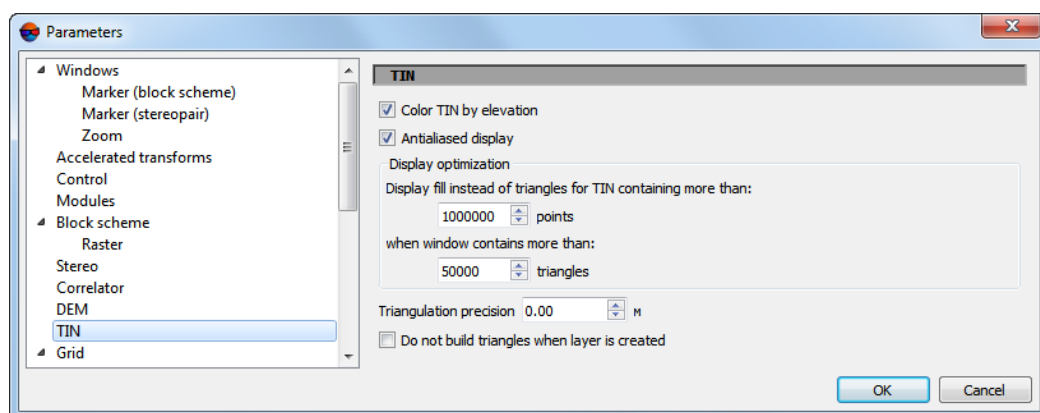 Parameters
Windows
Marker (block scheme)
Marker (stereopair)
Zoom
Accelerated transforms
Control
Modules
Block scheme
Raster
Stereo
Correlator
DEM
TIN
Grid
TIN
Color TIN by elevation
Antialiased display
Display optimization
Display fill instead of triangles for TIN containing more than:
1000000 points
when window contains more than:
50000 triangles
Triangulation precision 0.00 м
Do not build triangles when layer is created
OK Cancel